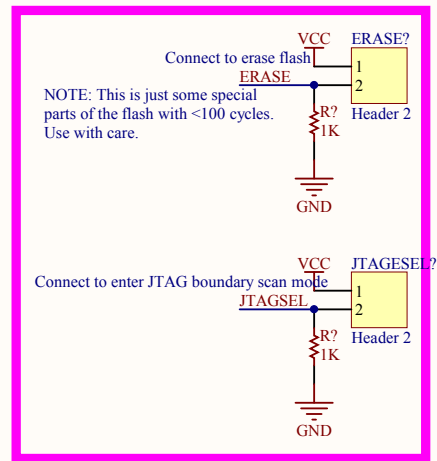 VCC
ERASE?
Connect to erase flash
1
ERASE
2
NOTE: This is just some special
parts of the flash with <100 cycles.
Use with care.
R?
1K
Header 2
GND
VCC
JTAGESEL?
Connect to enter JTAG boundary scan mode
1
JTAGSEL
2
R?
1K
Header 2
GND